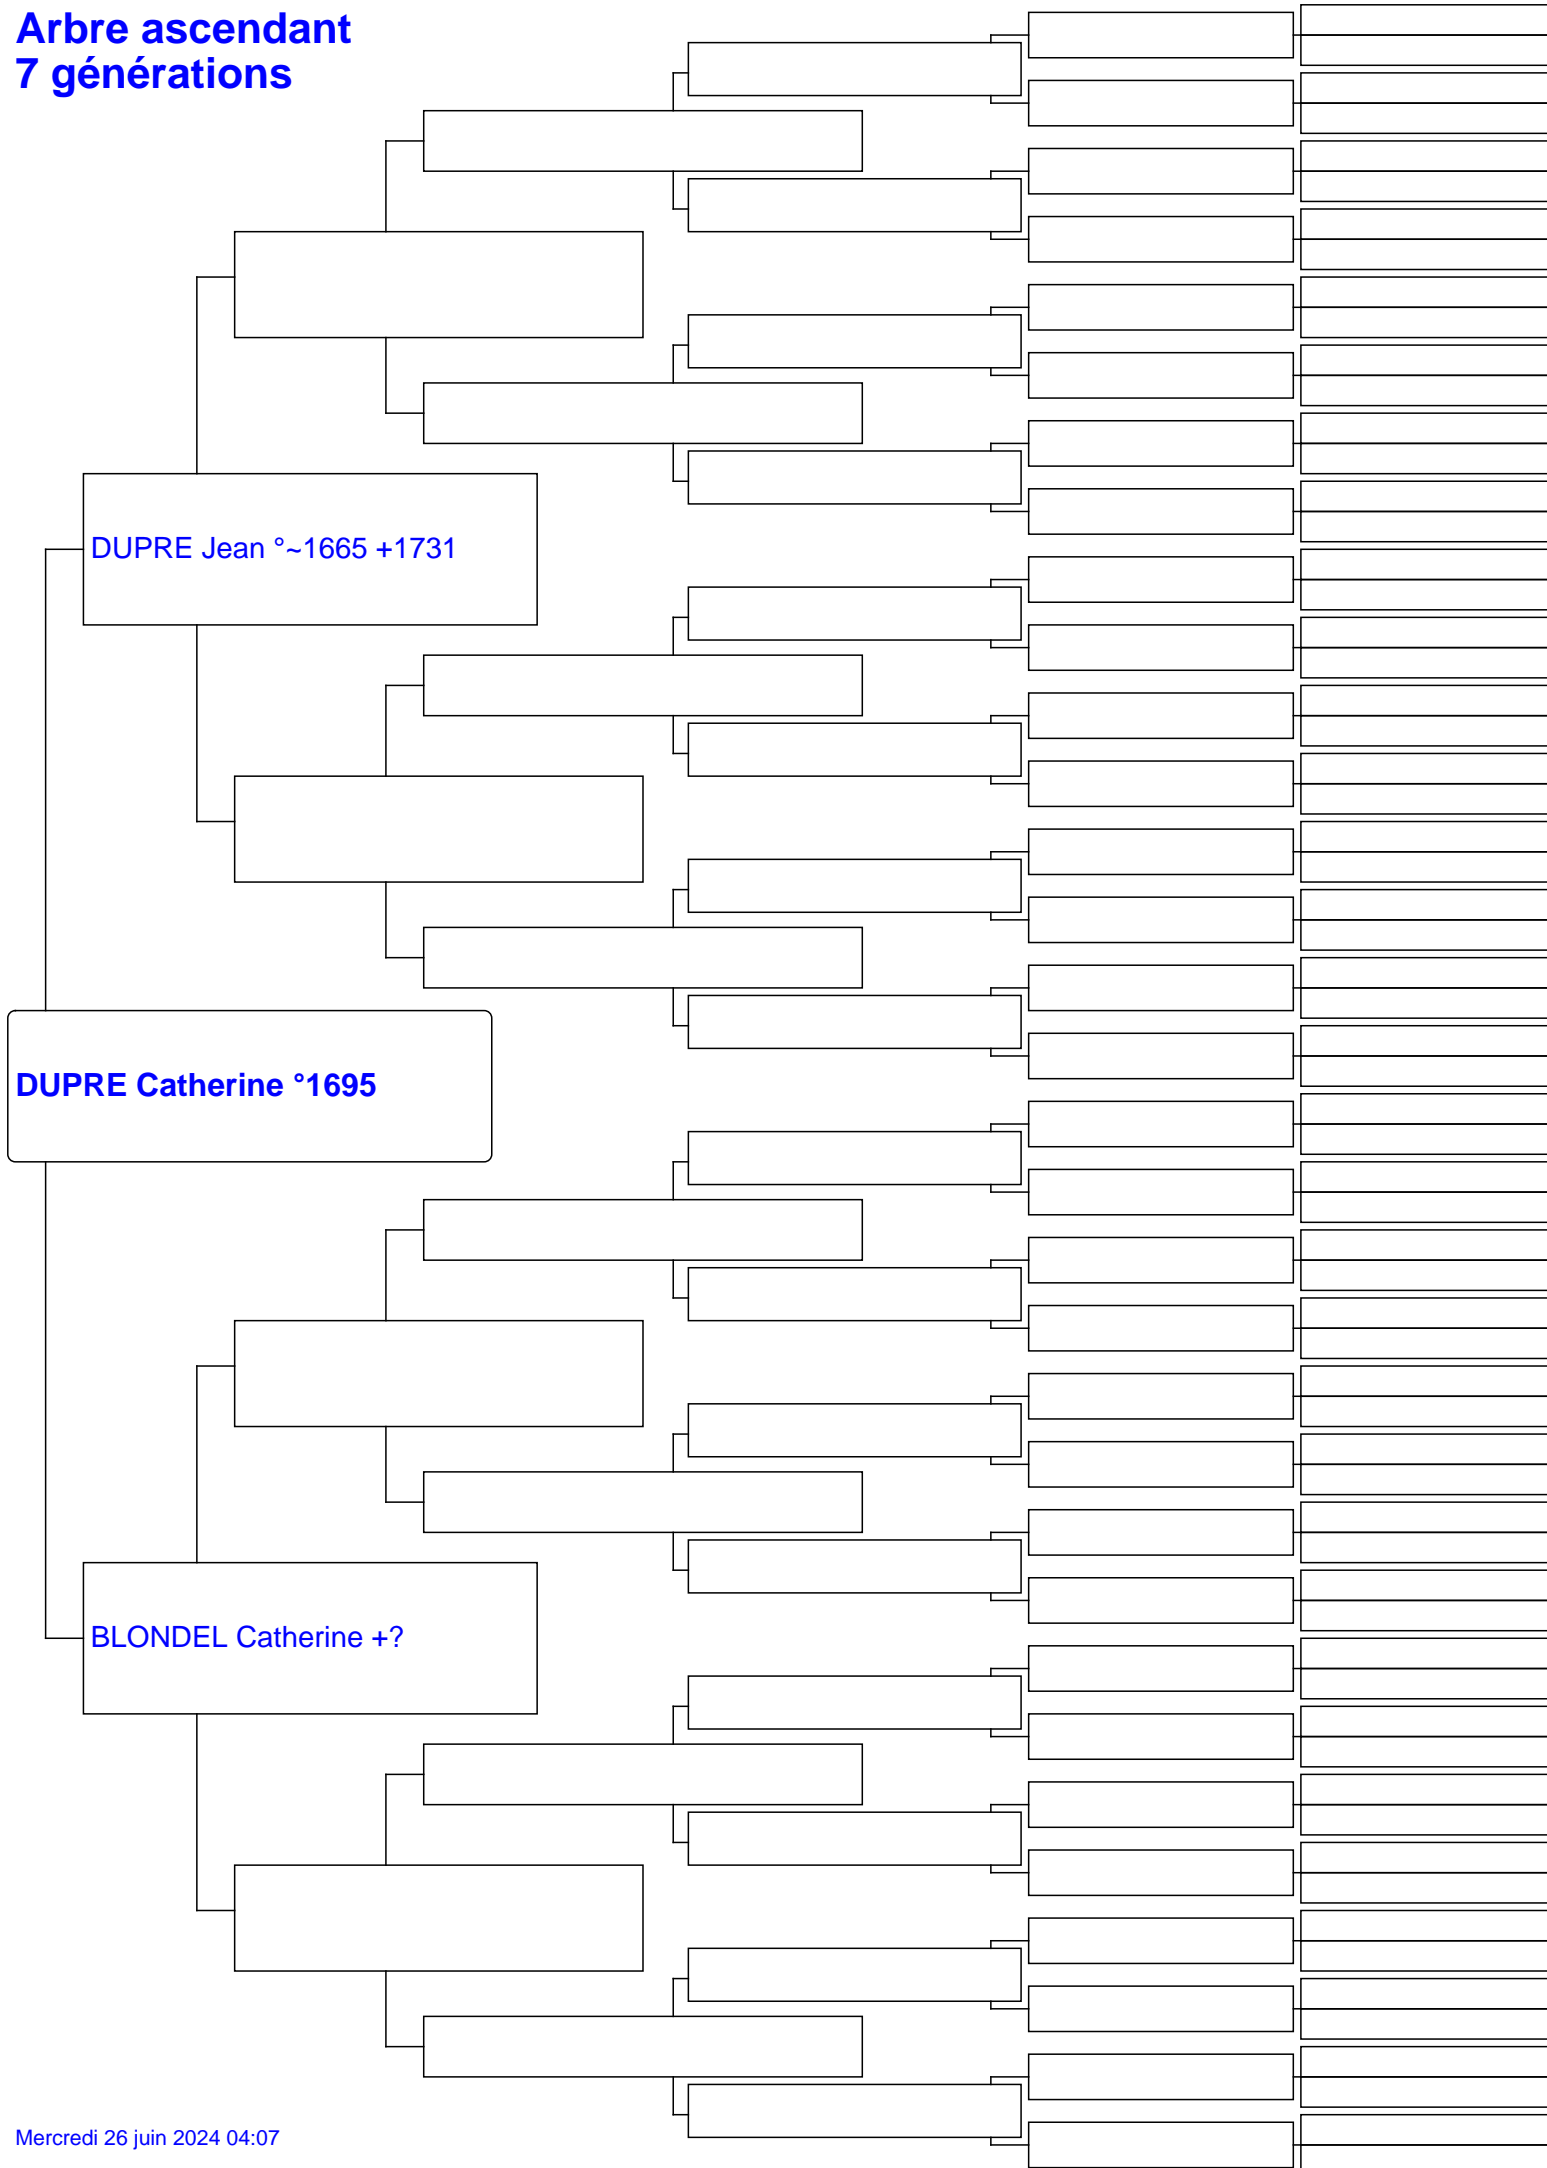 Arbre ascendant
7 générations
DUPRE Jean °~1665 +1731
DUPRE Catherine °1695
BLONDEL Catherine +?
Mercredi 26 juin 2024 04:07